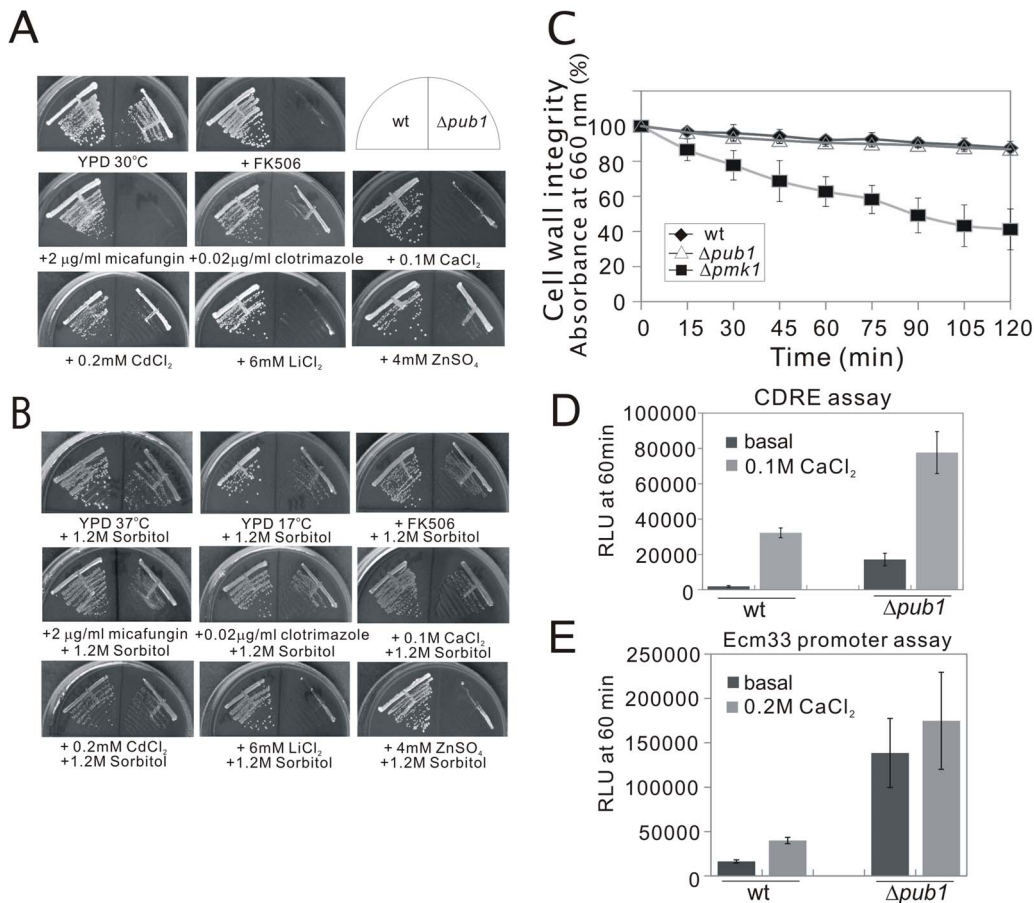 A
wt
Δpub1
YPD 30°C
+ FK506
+2 μg/ml micafungin
+0.02μg/ml clotrimazole
+ 0.1M CaCl₂
+ 0.2mM CdCl₂
+ 6mM LiCl₂
+ 4mM ZnSO₄
B
YPD 37°C
+ 1.2M Sorbitol
YPD 17°C
+ 1.2M Sorbitol
+ FK506
+ 1.2M Sorbitol
+2 μg/ml micafungin
+ 1.2M Sorbitol
+0.02μg/ml clotrimazole
+1.2M Sorbitol
+ 0.1M CaCl₂
+1.2M Sorbitol
+ 0.2mM CdCl₂
+1.2M Sorbitol
+ 6mM LiCl₂
+1.2M Sorbitol
+ 4mM ZnSO₄
+1.2M Sorbitol
C
Cell wall integrity
Absorbance at 660 nm (%)
100
80
60
40
20
0
wt
Δpub1
Δpmk1
0 15 30 45 60 75 90 105 120
Time (min)
D
CDRE assay
RLU at 60min
100000
80000
60000
40000
20000
0
basal
0.1M CaCl₂
wt
Δpub1
E
Ecm33 promoter assay
RLU at 60 min
250000
200000
150000
100000
50000
0
basal
0.2M CaCl₂
wt
Δpub1